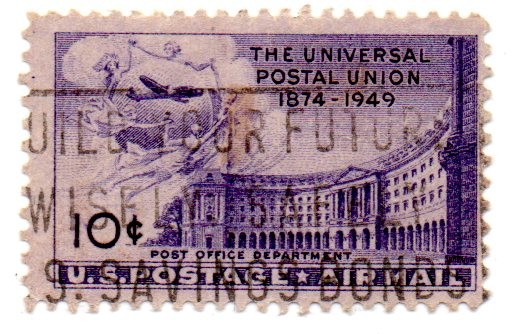 THE UNIVERSAL
POSTAL UNION
1874-1949
UILD YOUR FUTUR
WISELY SAFELY
10¢
POST OFFICE DEPARTMENT
U.S. POSTAGE ★ AIR MAIL
S. SAVINGS BONDS